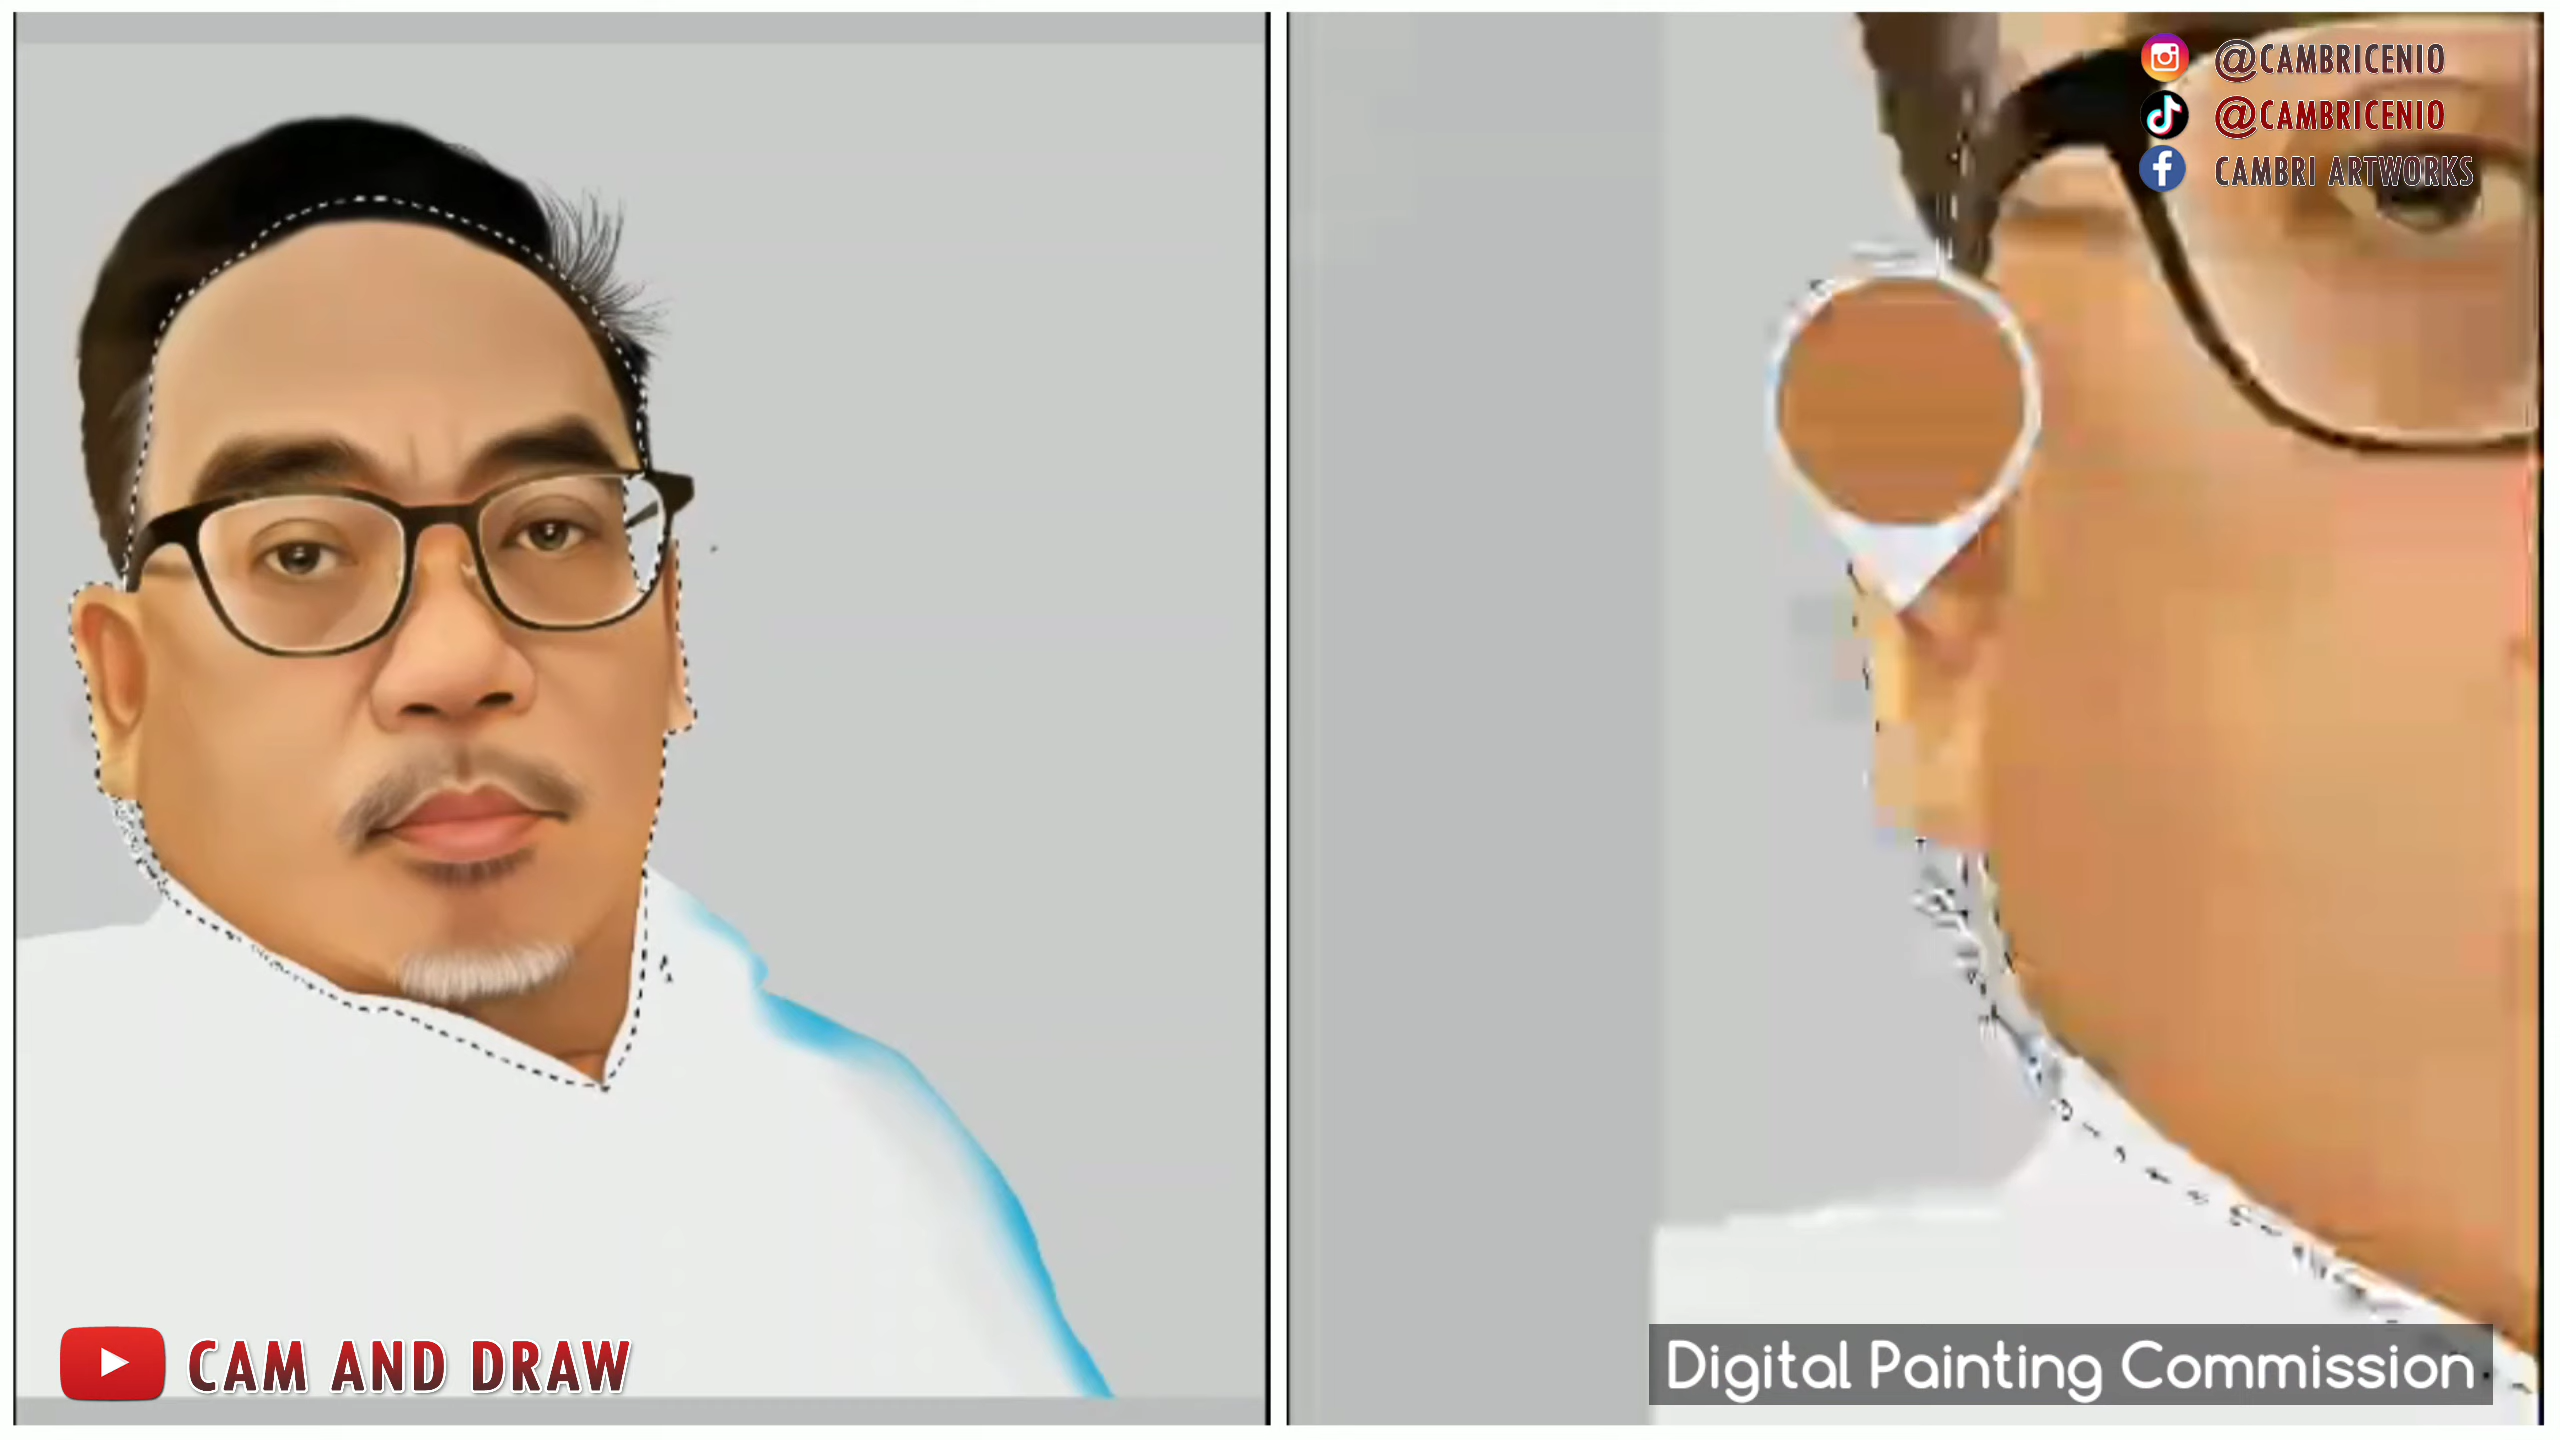 @CAMBRICENIO
@CAMBRICENIO
CAMBRI ARTWORKS
CAM AND DRAW
Digital Painting Commission